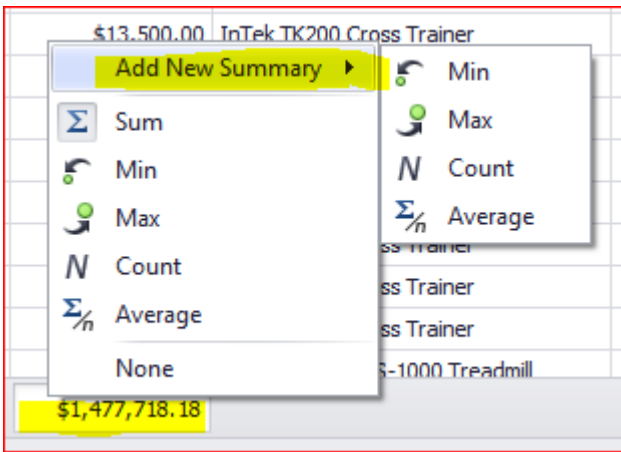 $13,500.00 InTek TK200 Cross Trainer
Add New Summary
Σ Sum
Min
Max
N Count
Σ/n Average
None
Min
Max
N Count
Σ/n Average
ss Trainer
ss Trainer
ss Trainer
S-1000 Treadmill
$1,477,718.18